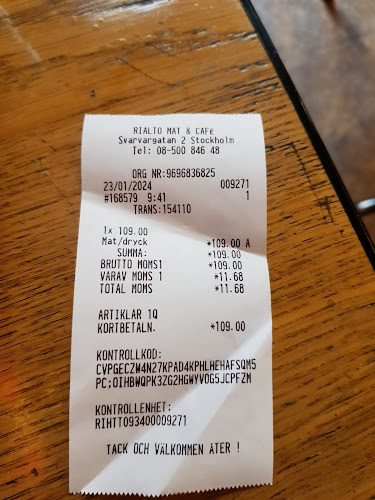 RIALTO MAT & CAFE
Svarvargatan 2 Stockholm
Tel: 08-500 846 48
ORG NR:9696836825
23/01/2024 009271
#168579 9:41 1
TRANS:154110
1x 109.00
Mat/dryck *109.00 A
SUMMA: *109.00
BRUTTO MOMS1 *109.00
VARAV MOMS 1 *11.68
TOTAL MOMS *11.68
ARTIKLAR 1Q
KORTBETALN. *109.00
KONTROLLKOD:
CVPGECZW4N27KPAD4KPHLHEHAFSQM5
PC;OIHBWQPK3ZG2HGWYVOG5JCPFZM
KONTROLLENHET:
RIHTT093400009271
TACK OCH VÄLKOMMEN ÅTER !